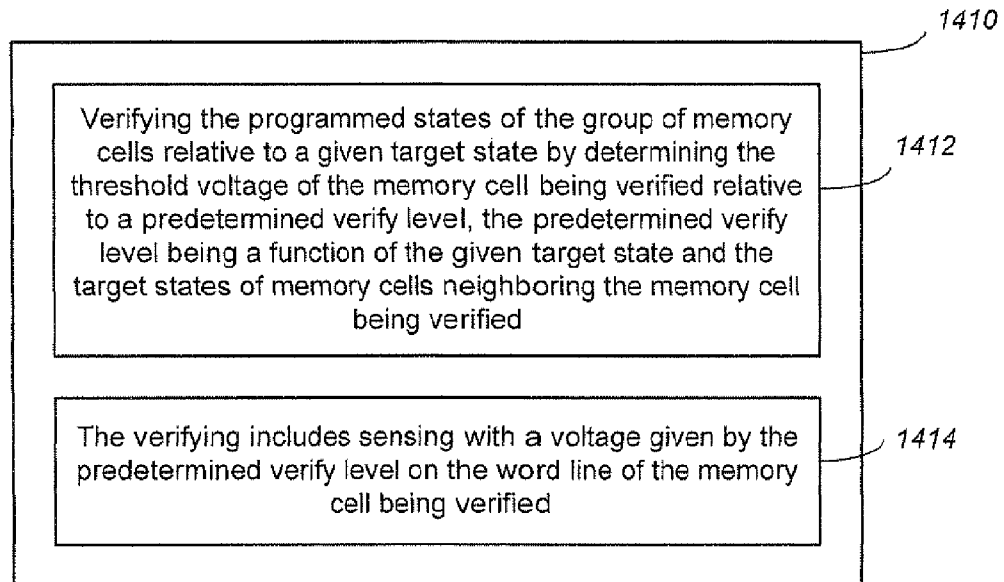 1410
Verifying the programmed states of the group of memory
cells relative to a given target state by determining the
threshold voltage of the memory cell being verified relative
to a predetermined verify level, the predetermined verify
level being a function of the given target state and the
target states of memory cells neighboring the memory cell
being verified
1412
The verifying includes sensing with a voltage given by the
predetermined verify level on the word line of the memory
cell being verified
1414